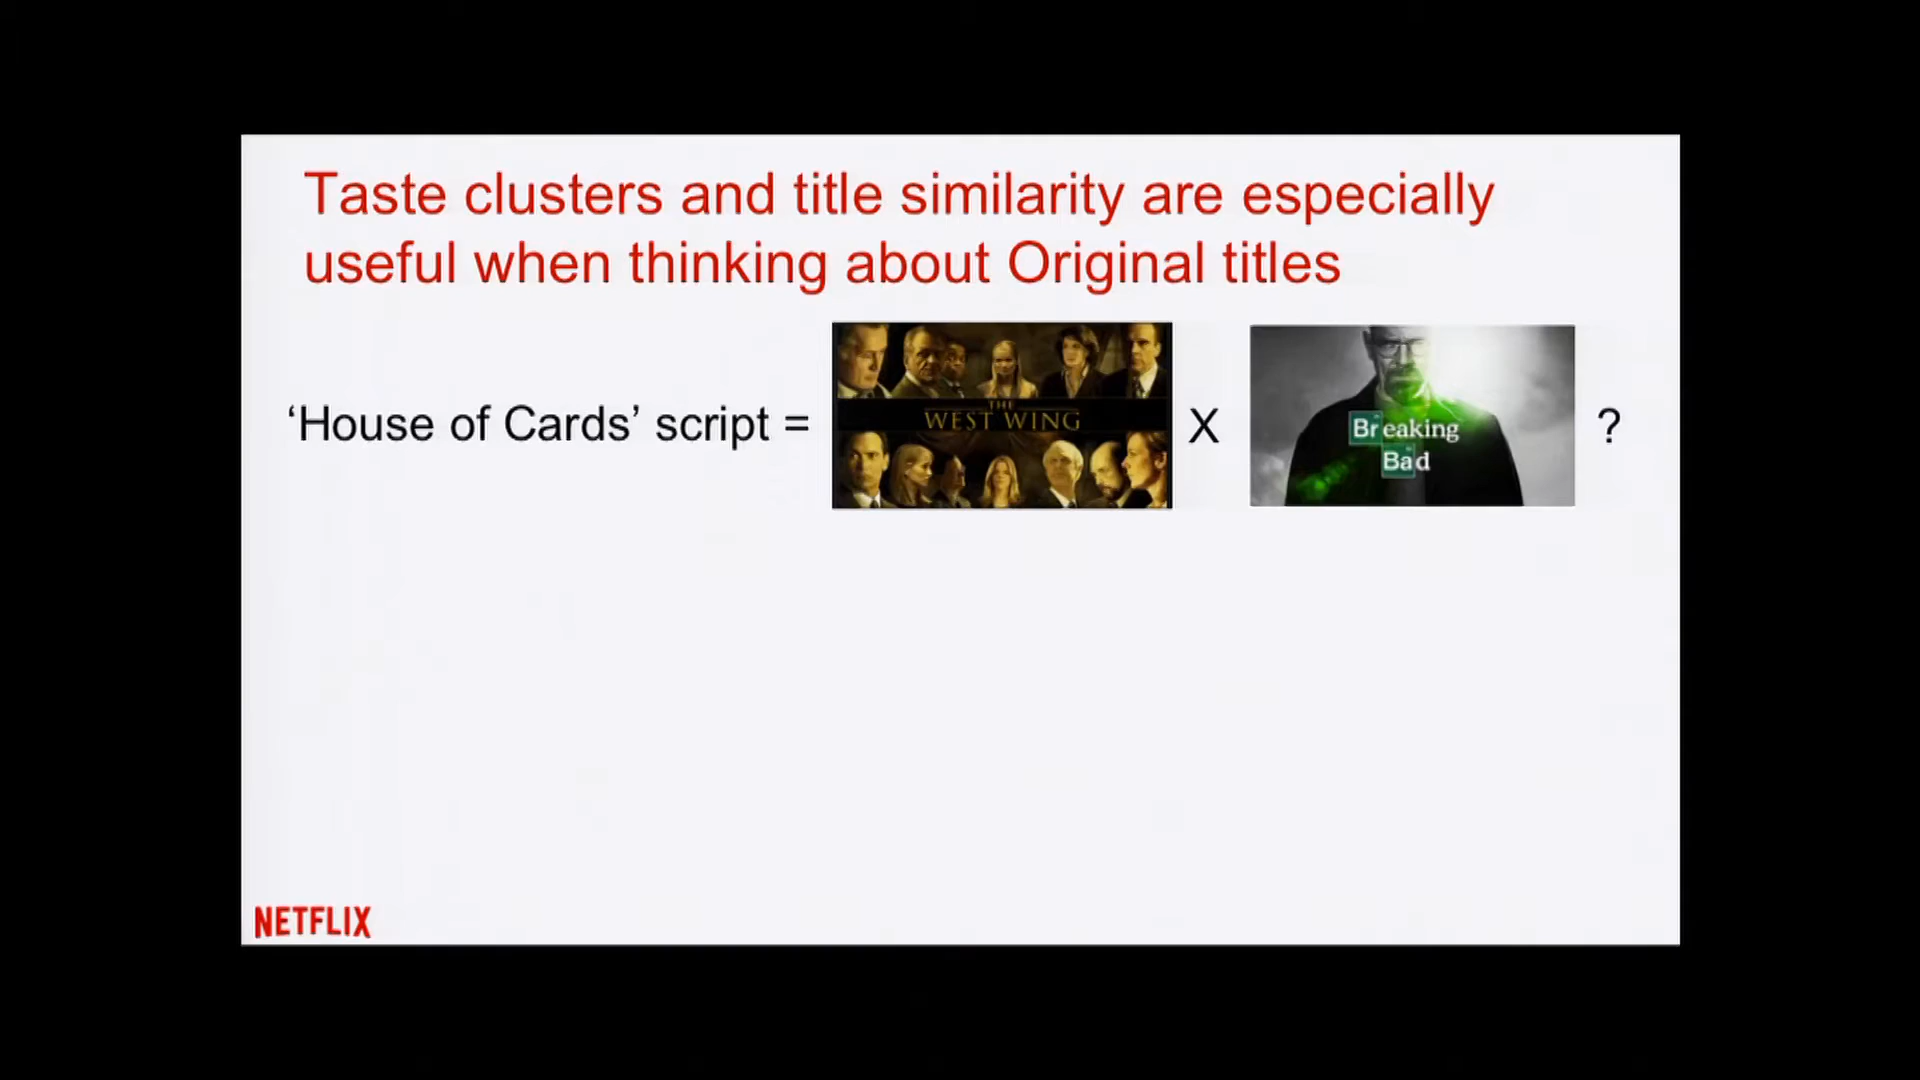 Taste clusters and title similarity are especially
useful when thinking about Original titles
‘House of Cards’ script =
THE
WEST WING
X
Breaking
Bad
?
NETFLIX